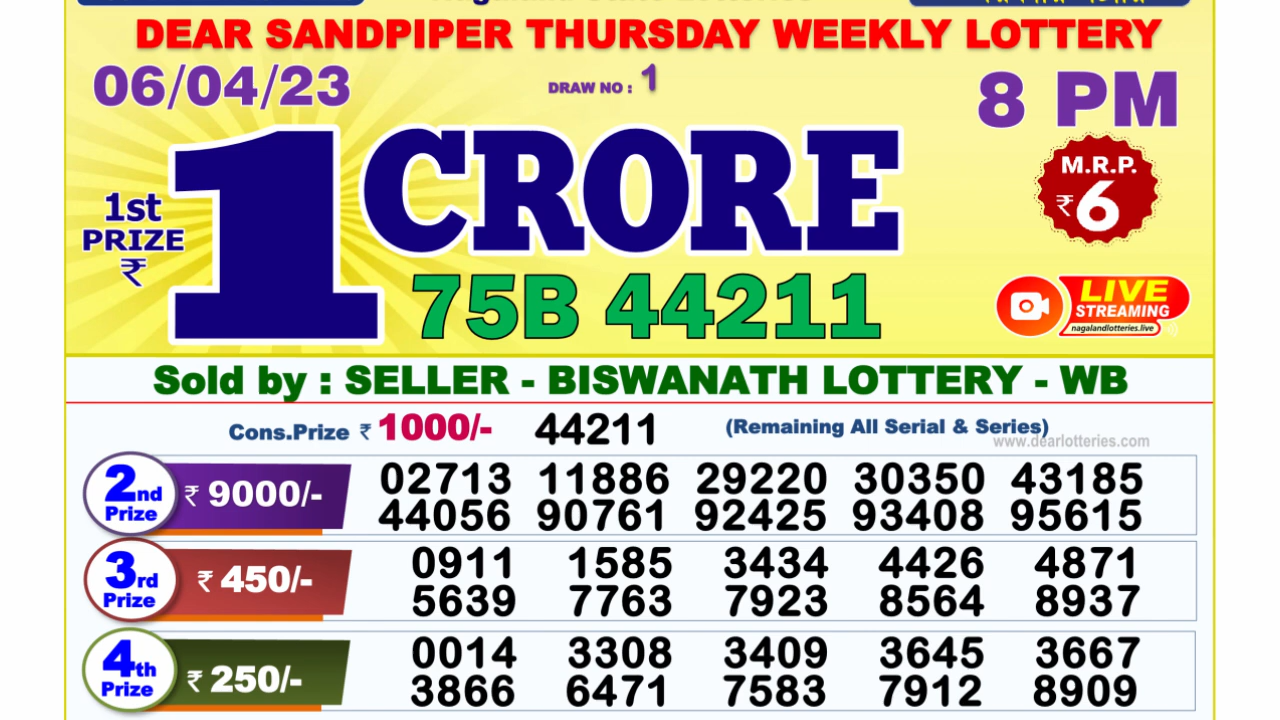 DEAR SANDPIPER THURSDAY WEEKLY LOTTERY
06/04/23
DRAW NO : 1
8 PM
1st
PRIZE
₹
1 CRORE
M.R.P.
₹ 6
75B 44211
LIVE
STREAMING
nagalandlotteries.live
Sold by : SELLER - BISWANATH LOTTERY - WB
Cons.Prize ₹ 1000/- 44211 (Remaining All Serial & Series)
www.dearlotteries.com
2nd Prize ₹ 9000/-
02713 11886 29220 30350 43185
44056 90761 92425 93408 95615
3rd Prize ₹ 450/-
0911 1585 3434 4426 4871
5639 7763 7923 8564 8937
4th Prize ₹ 250/-
0014 3308 3409 3645 3667
3866 6471 7583 7912 8909